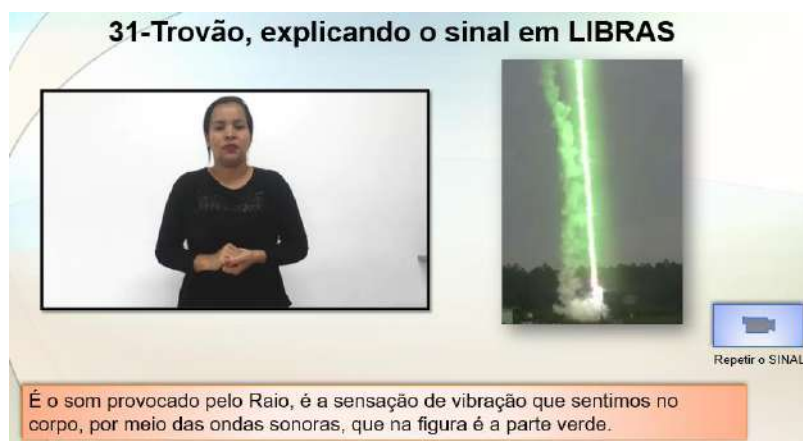 31-Trovão, explicando o sinal em LIBRAS
Repetir o SINAL
É o som provocado pelo Raio, é a sensação de vibração que sentimos no
corpo, por meio das ondas sonoras, que na figura é a parte verde.